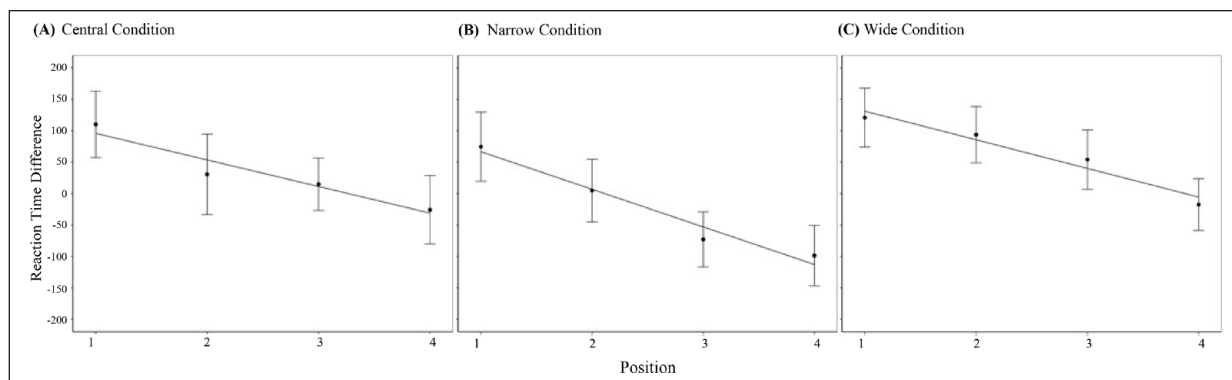 (A) Central Condition
(B) Narrow Condition
(C) Wide Condition
Reaction Time Difference
200
150
100
50
0
-50
-100
-150
-200
1 2 3 4
1 2 3 4
1 2 3 4
Position